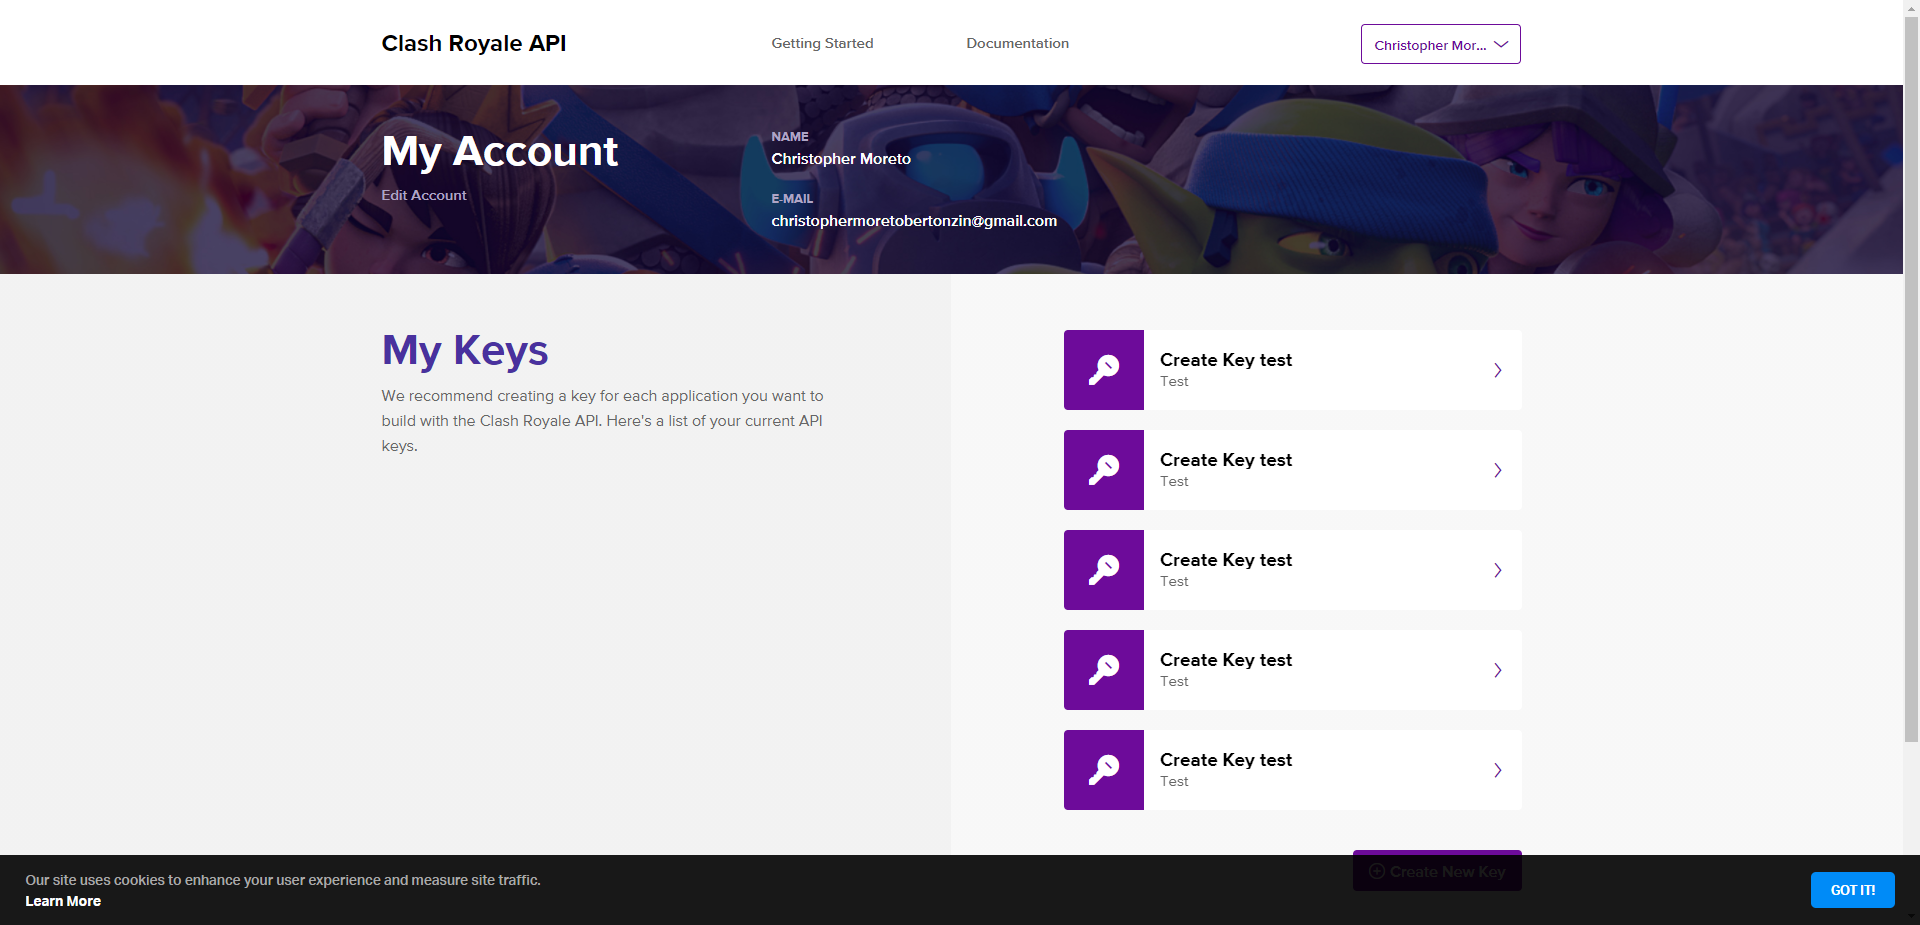 Clash Royale API
Getting Started
Documentation
Christopher Mor...
My Account
Edit Account
NAME
Christopher Moreto
E-MAIL
christophermoretobertonzin@gmail.com
My Keys
We recommend creating a key for each application you want to
build with the Clash Royale API. Here's a list of your current API
keys.
Create Key test
Test
Create Key test
Test
Create Key test
Test
Create Key test
Test
Create Key test
Test
Create New Key
Our site uses cookies to enhance your user experience and measure site traffic.
Learn More
GOT IT!